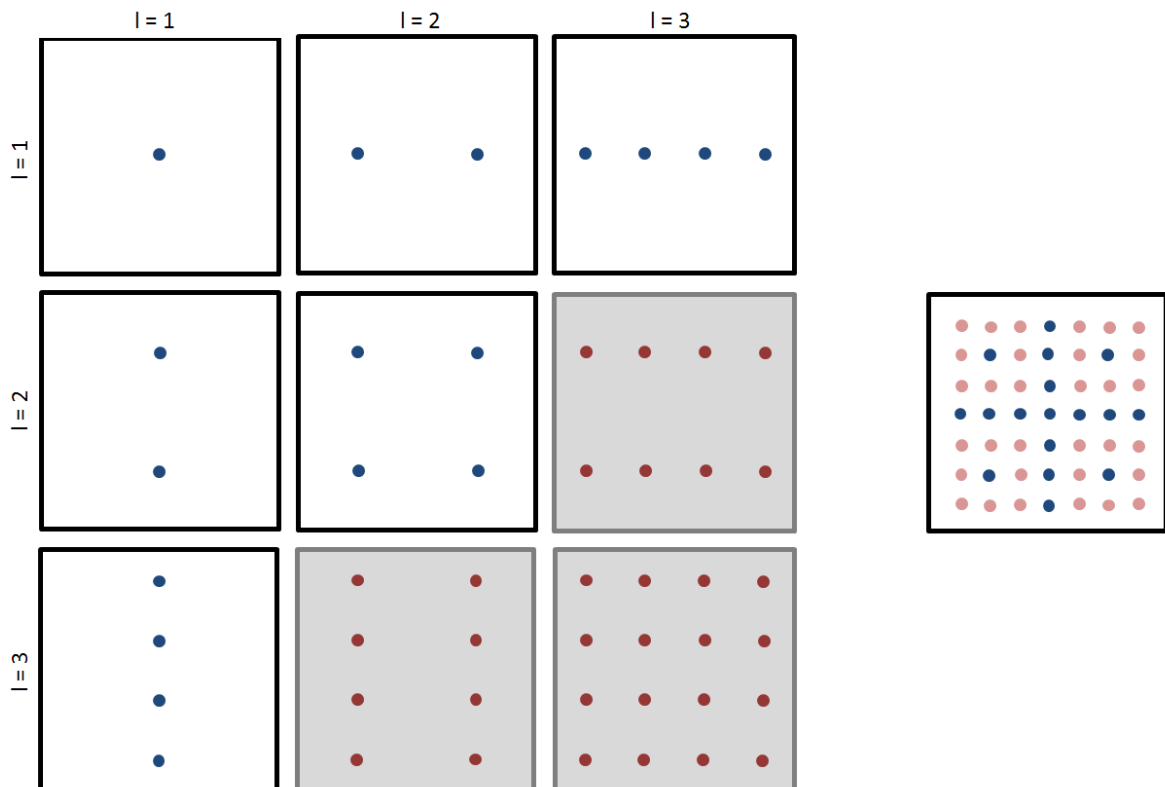 l = 1
l = 2
l = 3
l = 1
l = 2
l = 3